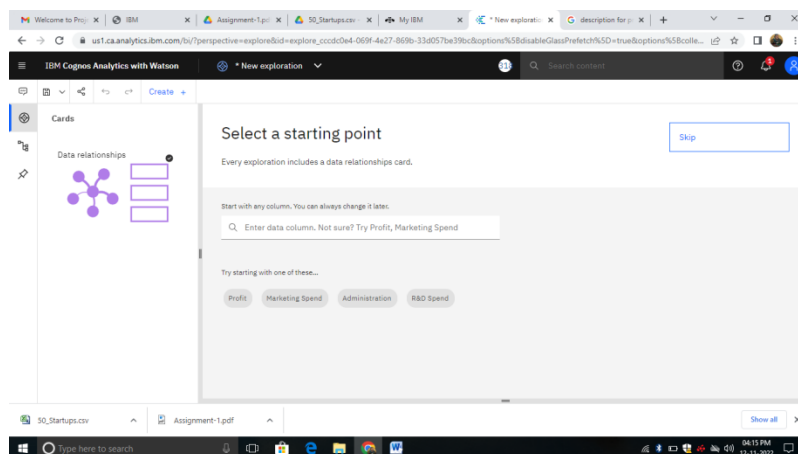 Welcome to Proj
IBM
Assignment-1.pd
50_Startups.csv -
My IBM
* New exploratio
description for p
us1.ca.analytics.ibm.com/bi/?perspective=explore&id=explore_cccdc0e4-069f-4e27-869b-33d057be39bc&options%5BdisableGlassPrefetch%5D=true&options%5Bcolle...
IBM Cognos Analytics with Watson
* New exploration
Search content
Create +
Cards
Data relationships
Select a starting point
Skip
Every exploration includes a data relationships card.
Start with any column. You can always change it later.
Enter data column. Not sure? Try Profit, Marketing Spend
Try starting with one of these...
Profit
Marketing Spend
Administration
R&D Spend
50_Startups.csv
Assignment-1.pdf
Show all
Type here to search
04:15 PM
12-11-2022